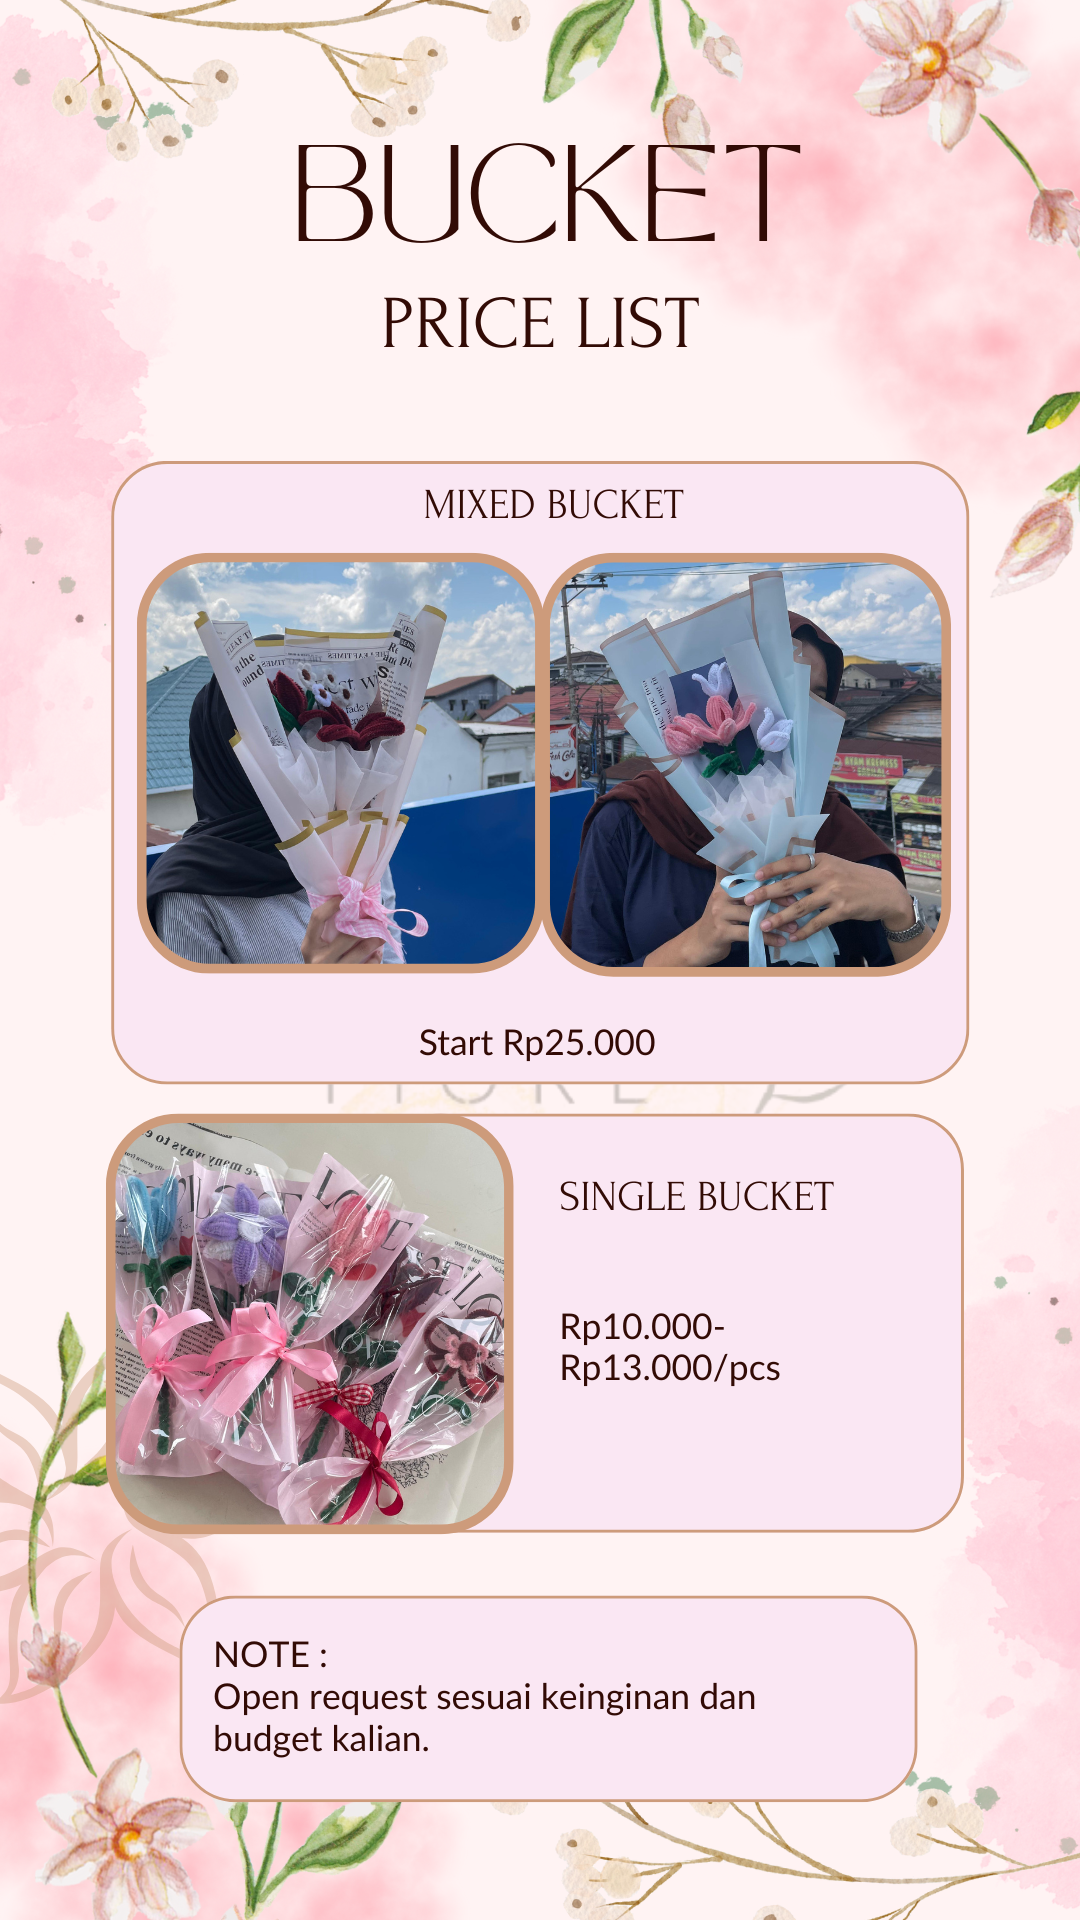 BUCKET
PRICE LIST
MIXED BUCKET
Start Rp25.000
SINGLE BUCKET
Rp10.000-
Rp13.000/pcs
NOTE :
Open request sesuai keinginan dan
budget kalian.